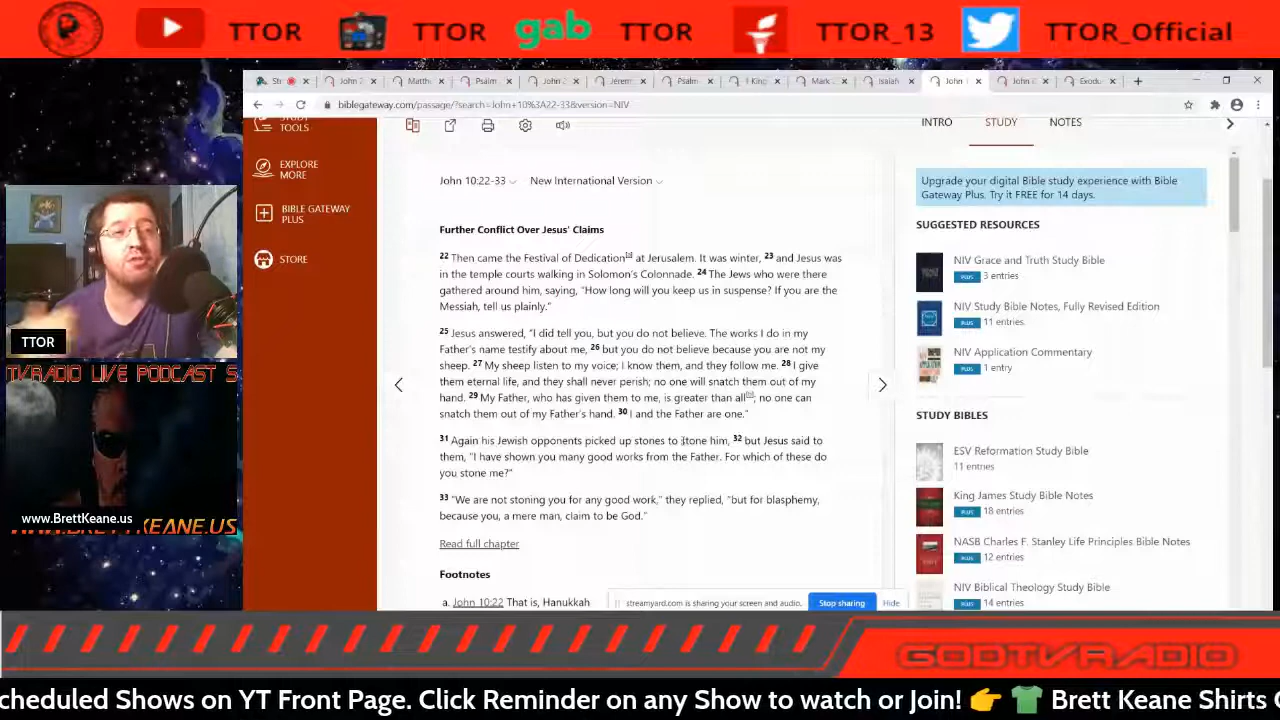 TTOR TTOR gab TTOR TTOR_13 TTOR_Official
biblegateway.com/passage/?search=John+10%3A22-33&version=NIV
STUDY
TOOLS
EXPLORE
MORE
BIBLE GATEWAY
PLUS
STORE
John 10:22-33 New International Version
Further Conflict Over Jesus' Claims
22 Then came the Festival of Dedication[a] at Jerusalem. It was winter, 23 and Jesus was
in the temple courts walking in Solomon's Colonnade. 24 The Jews who were there
gathered around him, saying, "How long will you keep us in suspense? If you are the
Messiah, tell us plainly."
25 Jesus answered, "I did tell you, but you do not believe. The works I do in my
Father's name testify about me, 26 but you do not believe because you are not my
sheep. 27 My sheep listen to my voice; I know them, and they follow me. 28 I give
them eternal life, and they shall never perish; no one will snatch them out of my
hand. 29 My Father, who has given them to me, is greater than all[b]; no one can
snatch them out of my Father's hand. 30 I and the Father are one."
31 Again his Jewish opponents picked up stones to stone him, 32 but Jesus said to
them, "I have shown you many good works from the Father. For which of these do
you stone me?"
33 "We are not stoning you for any good work," they replied, "but for blasphemy,
because you, a mere man, claim to be God."
Read full chapter
Footnotes
a. John 10:22 That is, Hanukkah
INTRO STUDY NOTES
Upgrade your digital Bible study experience with Bible
Gateway Plus. Try it FREE for 14 days.
SUGGESTED RESOURCES
NIV Grace and Truth Study Bible
PLUS 3 entries
NIV Study Bible Notes, Fully Revised Edition
PLUS 11 entries
NIV Application Commentary
PLUS 1 entry
STUDY BIBLES
ESV Reformation Study Bible
11 entries
King James Study Bible Notes
PLUS 18 entries
NASB Charles F. Stanley Life Principles Bible Notes
PLUS 12 entries
NIV Biblical Theology Study Bible
PLUS 14 entries
streamyard.com is sharing your screen and audio. Stop sharing Hide
TTOR
TVRADIO LIVE PODCAST S
www.BrettKeane.us
WWW.BRETTKEANE.US
GODTVRADIO
cheduled Shows on YT Front Page. Click Reminder on any Show to watch or Join! 👉 👕 Brett Keane Shirts